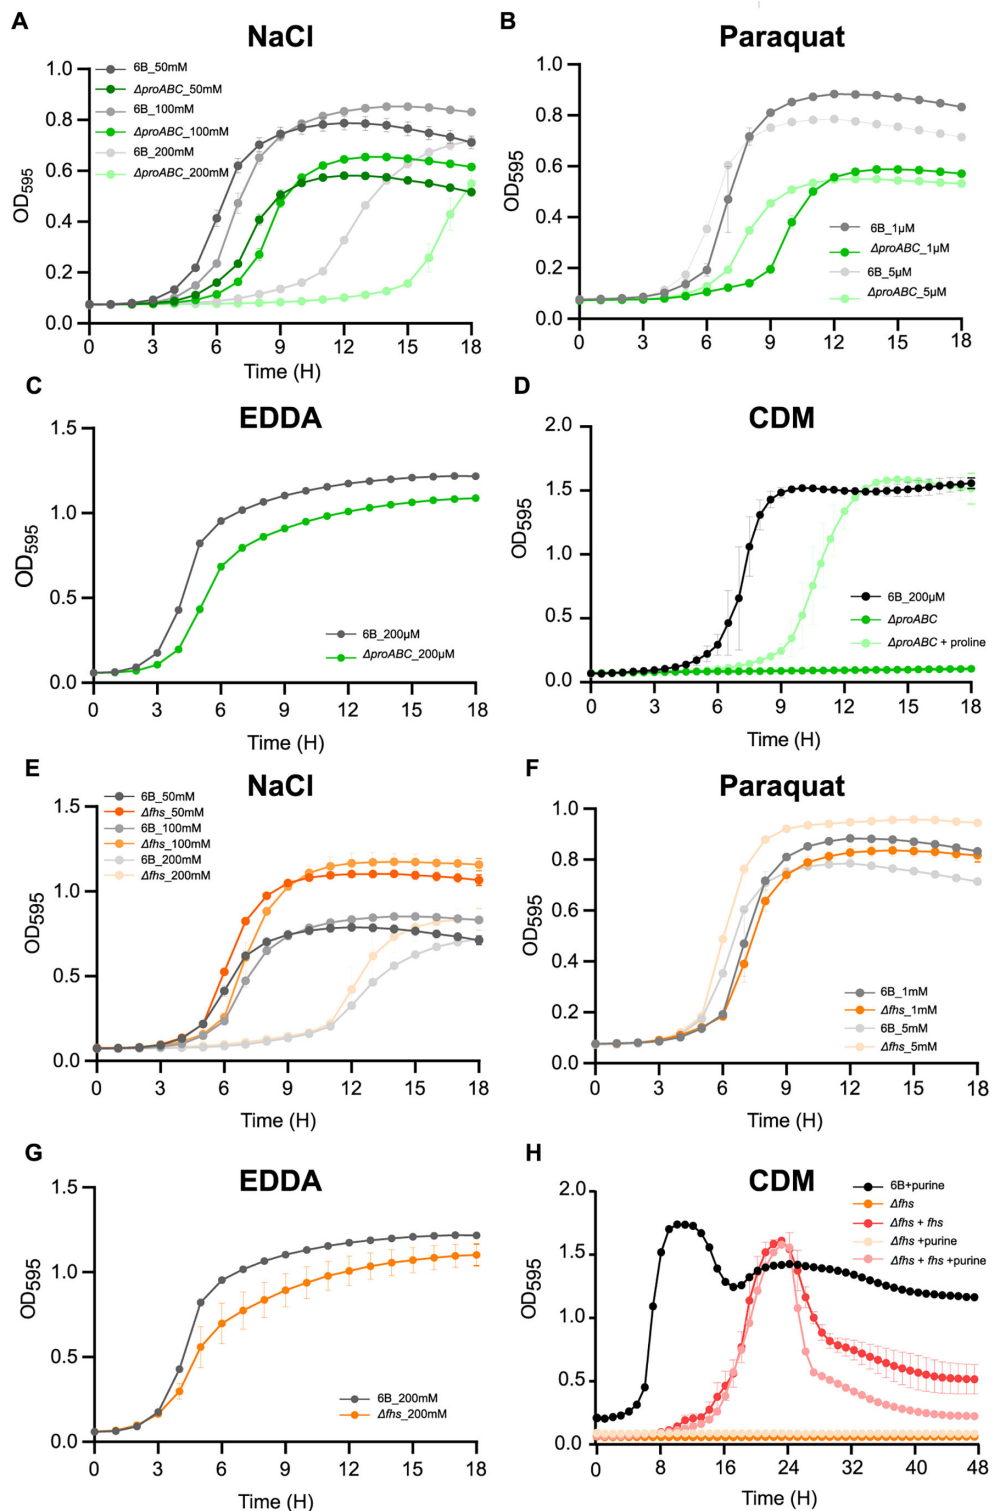 A
NaCl
OD595
1.0
0.8
0.6
0.4
0.2
0.0
6B_50mM
ΔproABC_50mM
6B_100mM
ΔproABC_100mM
6B_200mM
ΔproABC_200mM
0 3 6 9 12 15 18
Time (H)
B
Paraquat
OD595
1.0
0.8
0.6
0.4
0.2
0.0
6B_1µM
ΔproABC_1µM
6B_5µM
ΔproABC_5µM
0 3 6 9 12 15 18
C
EDDA
OD595
1.5
1.0
0.5
0.0
6B_200µM
ΔproABC_200µM
0 3 6 9 12 15 18
Time (H)
D
CDM
OD595
2.0
1.5
1.0
0.5
0.0
6B_200µM
ΔproABC
ΔproABC + proline
0 3 6 9 12 15 18
Time (H)
E
NaCl
OD595
1.5
1.0
0.5
0.0
6B_50mM
Δfhs_50mM
6B_100mM
Δfhs_100mM
6B_200mM
Δfhs_200mM
0 3 6 9 12 15 18
Time (H)
F
Paraquat
OD595
1.0
0.8
0.6
0.4
0.2
0.0
6B_1mM
Δfhs_1mM
6B_5mM
Δfhs_5mM
0 3 6 9 12 15 18
Time (H)
G
EDDA
OD595
1.5
1.0
0.5
0.0
6B_200mM
Δfhs_200mM
0 3 6 9 12 15 18
Time (H)
H
CDM
OD595
2.0
1.5
1.0
0.5
0.0
6B+purine
Δfhs
Δfhs + fhs
Δfhs +purine
Δfhs + fhs +purine
0 8 16 24 32 40 48
Time (H)